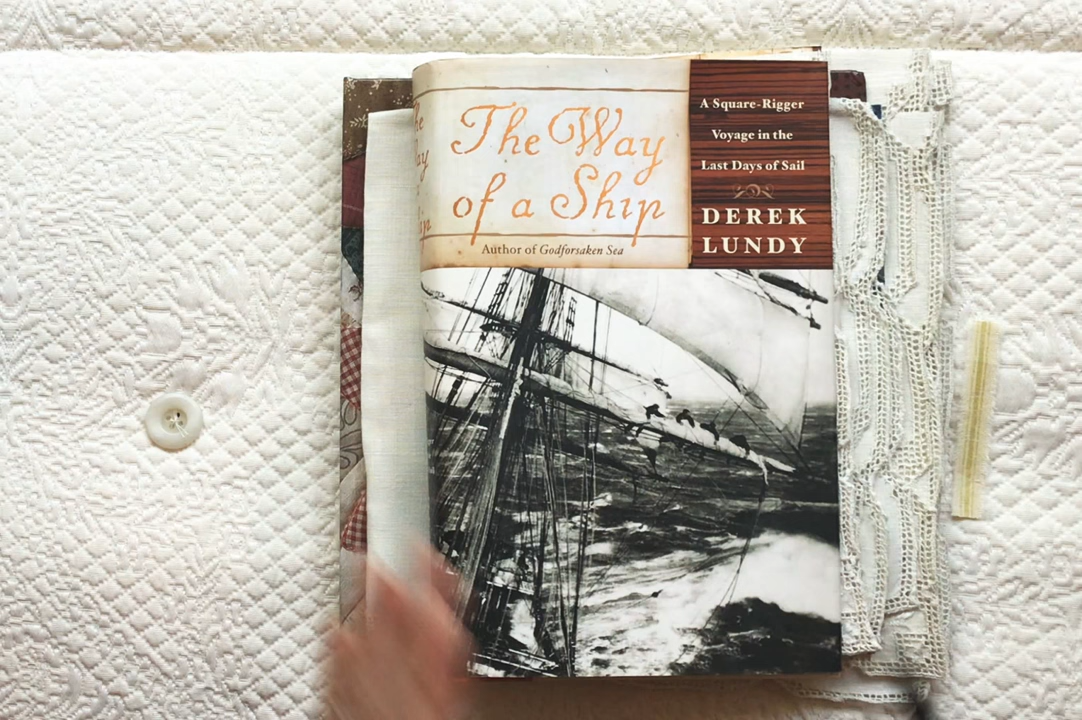 The Way
of a Ship
Author of Godforsaken Sea
A Square-Rigger
Voyage in the
Last Days of Sail
DEREK
LUNDY